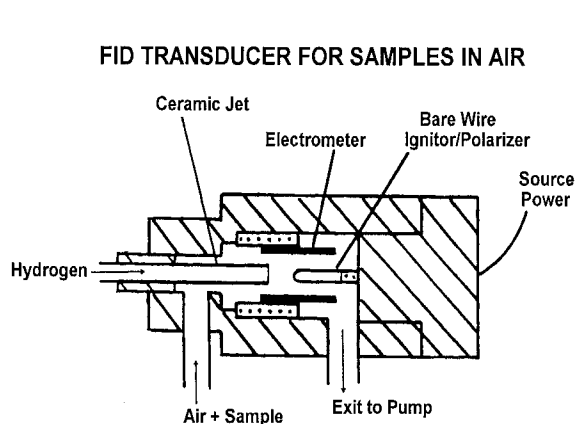 FID TRANSDUCER FOR SAMPLES IN AIR
Ceramic Jet
Electrometer
Bare Wire
Ignitor/Polarizer
Source
Power
Hydrogen
Air + Sample
Exit to Pump